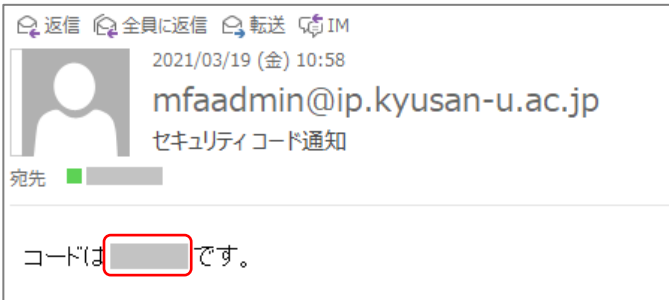 返信 全員に返信 転送 IM
2021/03/19 (金) 10:58
mfaadmin@ip.kyusan-u.ac.jp
セキュリティコード通知
宛先
コードは です。